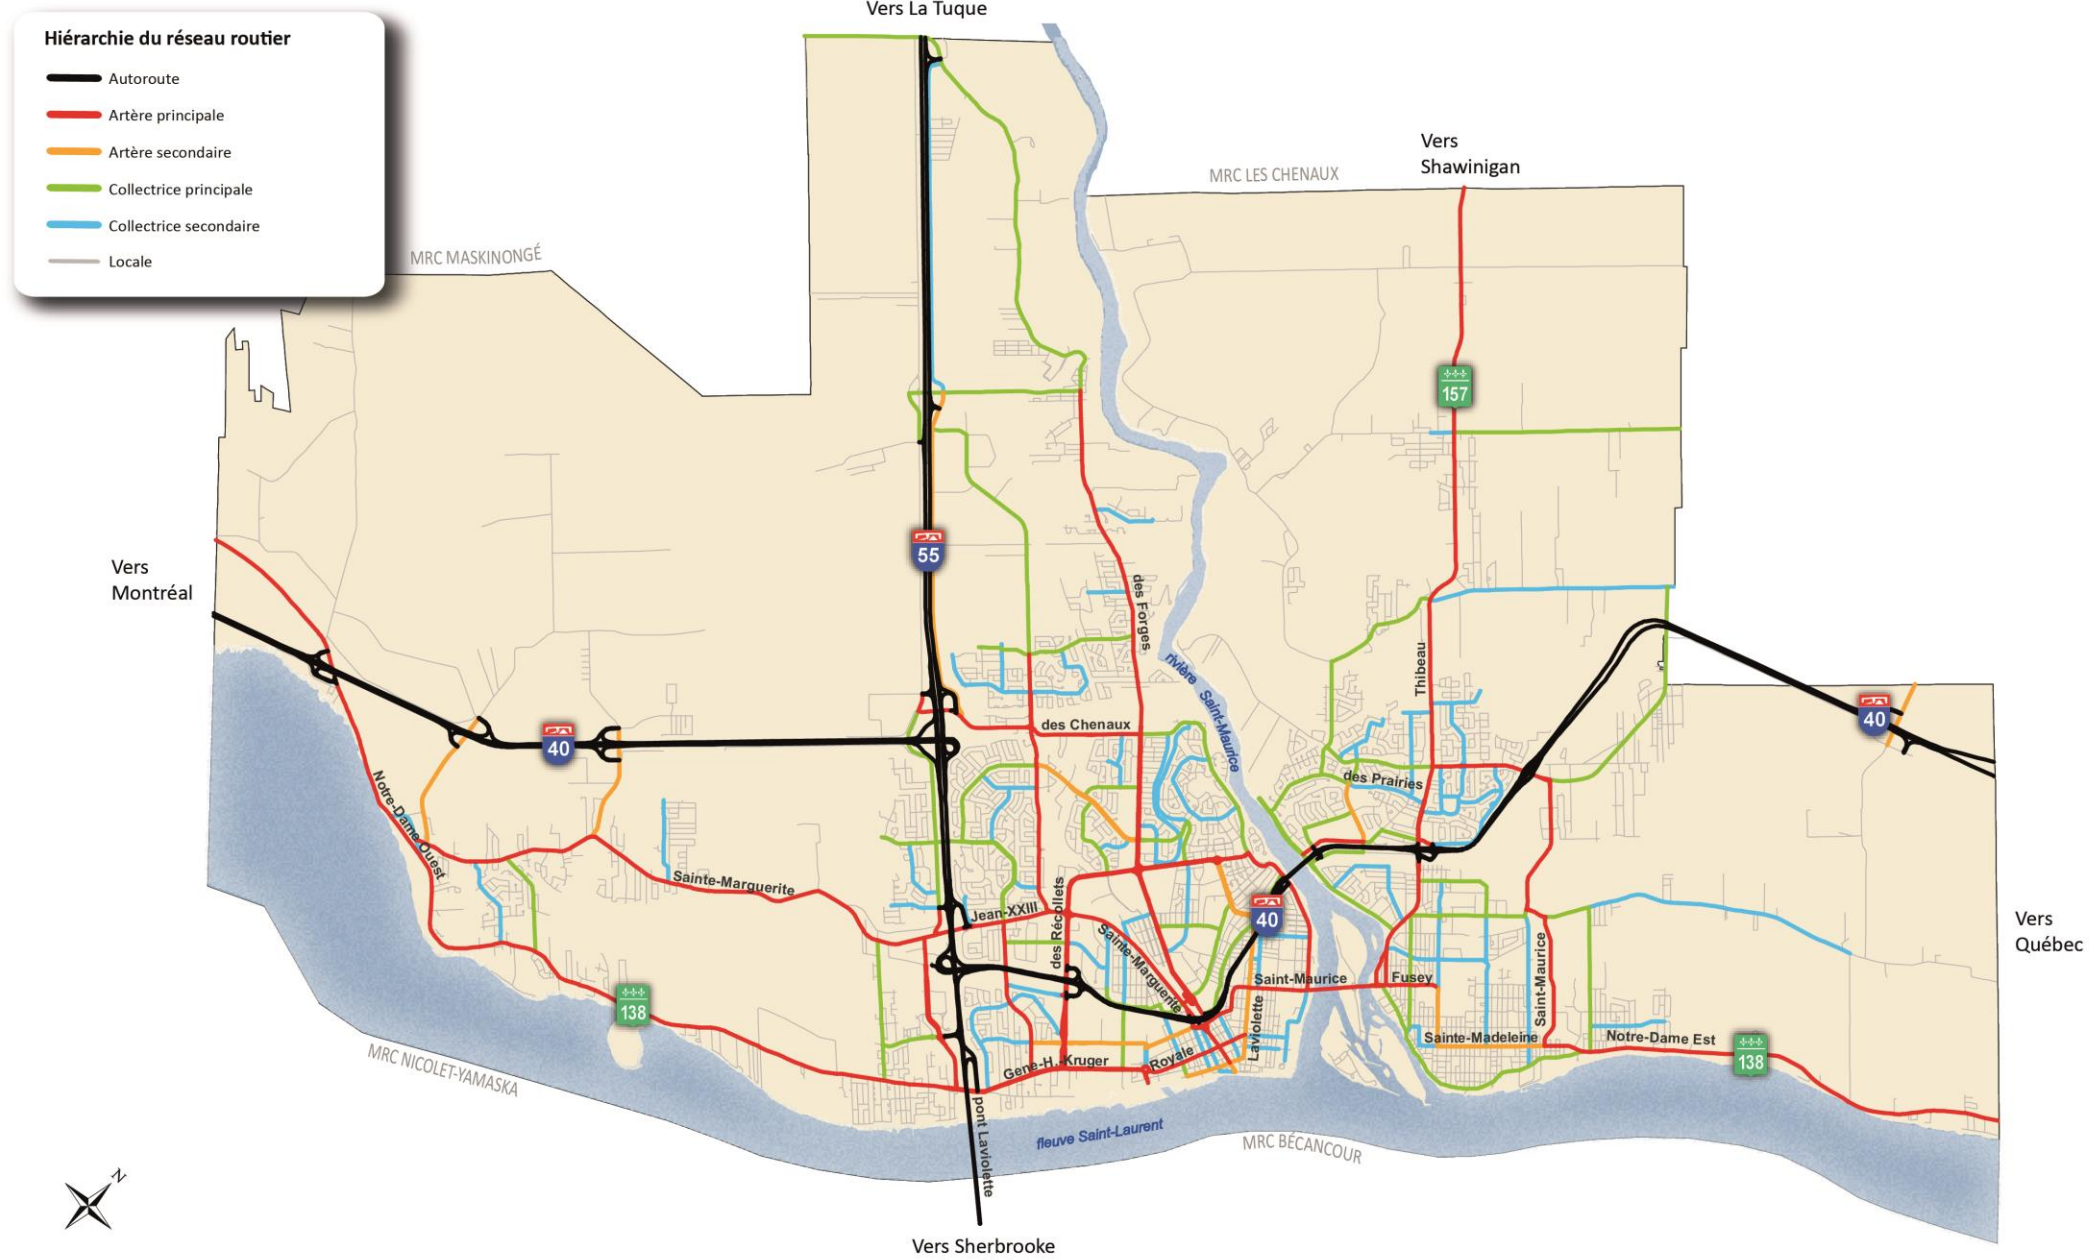 Vers La Tuque
Hiérarchie du réseau routier
Autoroute
Artère principale
Artère secondaire
Collectrice principale
Collectrice secondaire
Locale
Vers
Shawinigan
MRC LES CHENAUX
MRC MASKINONGÉ
157
55
Vers
Montréal
des Forges
rivière Saint-Maurice
Thibeau
40
40
des Chenaux
des Prairies
Notre-Dame Ouest
Sainte-Marguerite
Jean-XXIII
des Récollets
Sainte-Marguerite
40
Vers
Québec
Saint-Maurice
Fusey
Saint-Maurice
138
Laviolette
Sainte-Madeleine
Notre-Dame Est
138
Royale
Gene-H.-Kruger
MRC NICOLET-YAMASKA
pont Laviolette
fleuve Saint-Laurent
MRC BÉCANCOUR
N
Vers Sherbrooke